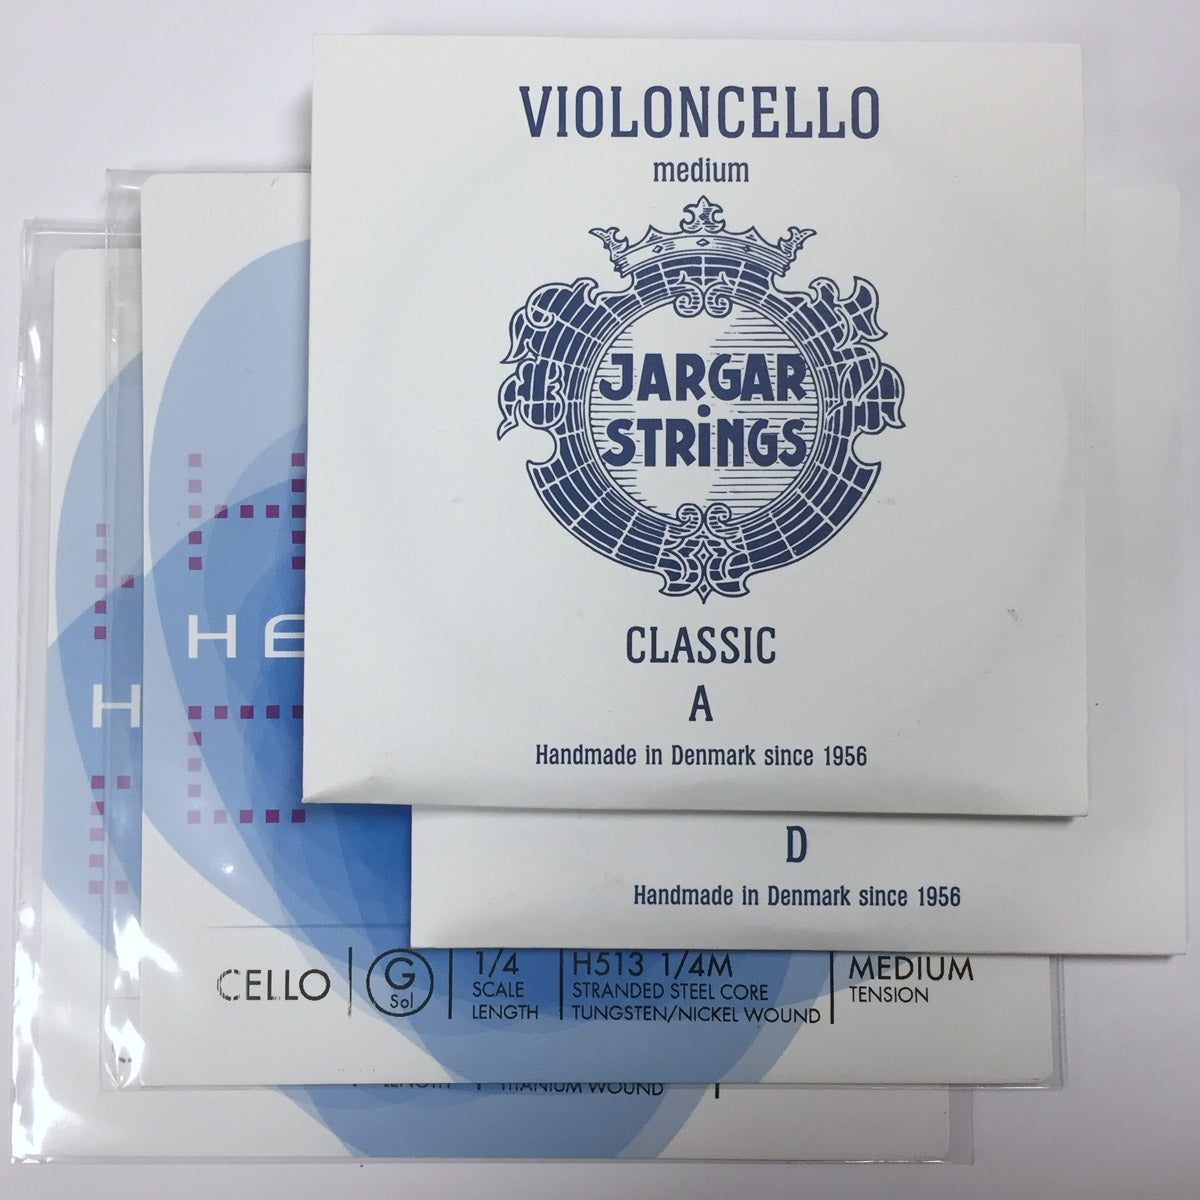 VIOLONCELLO
medium
JARGAR
STRiNGS
CLASSIC
A
Handmade in Denmark since 1956
D
Handmade in Denmark since 1956
HE
H
CELLO
G
Sol
1/4
SCALE
LENGTH
H513 1/4M
STRANDED STEEL CORE
TUNGSTEN/NICKEL WOUND
MEDIUM
TENSION
LENGTH
TITANIUM WOUND